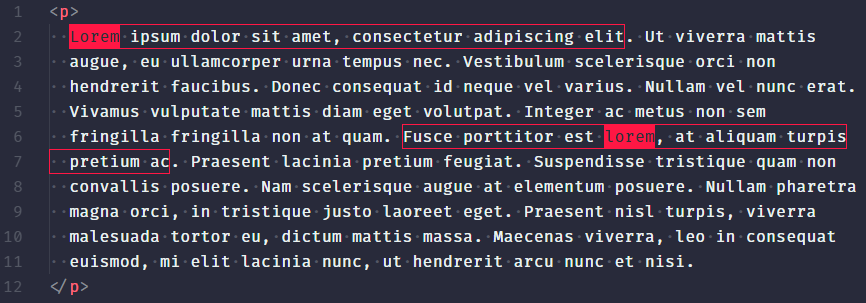 1 <p>
2 Lorem ipsum dolor sit amet, consectetur adipiscing elit. Ut viverra mattis
3 augue, eu ullamcorper urna tempus nec. Vestibulum scelerisque orci non
4 hendrerit faucibus. Donec consequat id neque vel varius. Nullam vel nunc erat.
5 Vivamus vulputate mattis diam eget volutpat. Integer ac metus non sem
6 fringilla fringilla non at quam. Fusce porttitor est lorem, at aliquam turpis
7 pretium ac. Praesent lacinia pretium feugiat. Suspendisse tristique quam non
8 convallis posuere. Nam scelerisque augue at elementum posuere. Nullam pharetra
9 magna orci, in tristique justo laoreet eget. Praesent nisl turpis, viverra
10 malesuada tortor eu, dictum mattis massa. Maecenas viverra, leo in consequat
11 euismod, mi elit lacinia nunc, ut hendrerit arcu nunc et nisi.
12 </p>